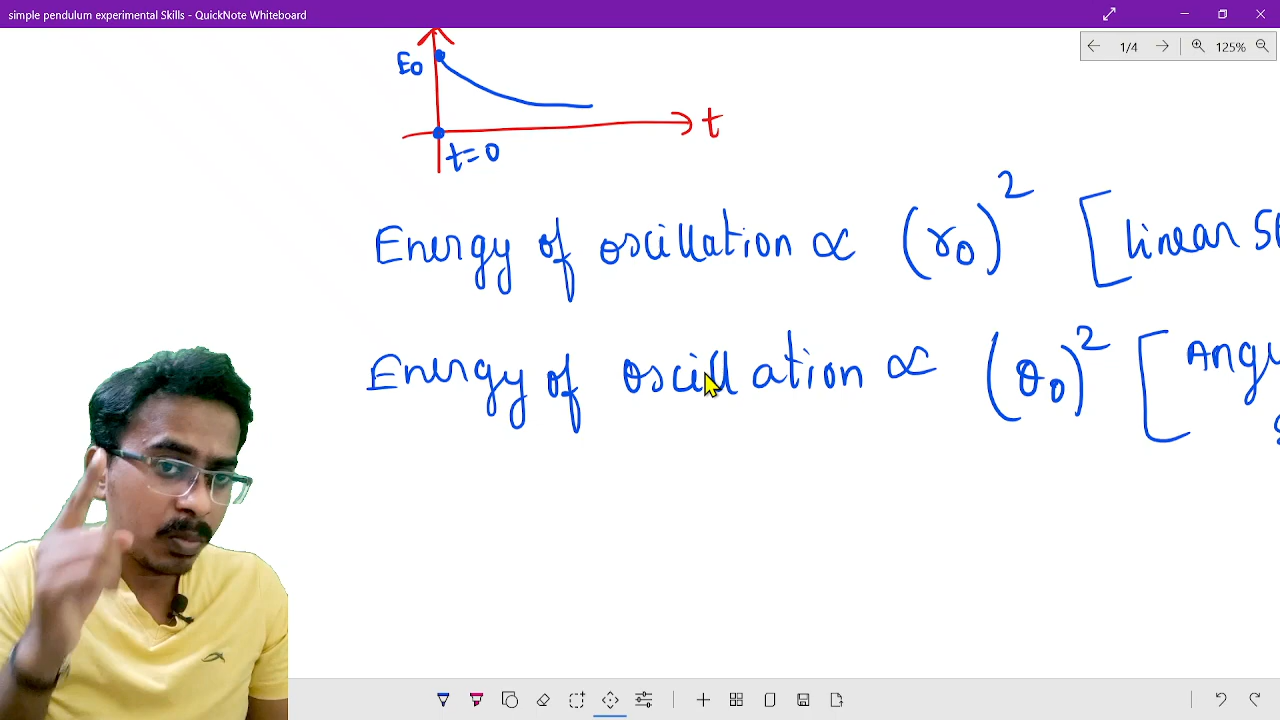 simple pendulum experimental Skills - QuickNote Whiteboard
1/4
125%
E0
t
t=0
Energy of oscillation ∝ (r0)² [linear
Energy of oscillation ∝ (θ0)² [